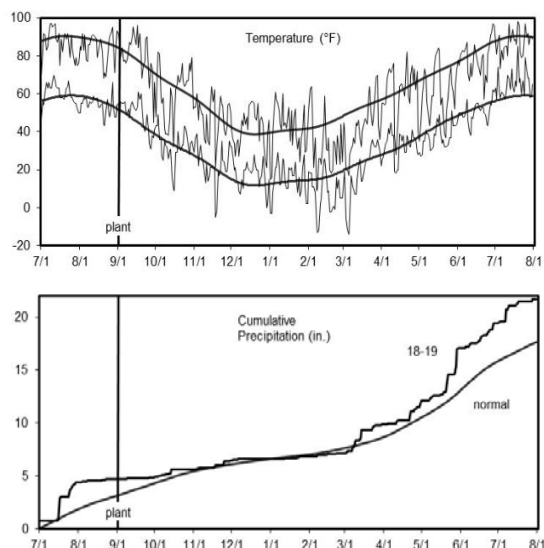 100
80
60
40
20
0
-20
Temperature (°F)
plant
7/1 8/1 9/1 10/1 11/1 12/1 1/1 2/1 3/1 4/1 5/1 6/1 7/1 8/1
20
15
10
5
0
Cumulative
Precipitation (in.)
18-19
normal
plant
7/1 8/1 9/1 10/1 11/1 12/1 1/1 2/1 3/1 4/1 5/1 6/1 7/1 8/1